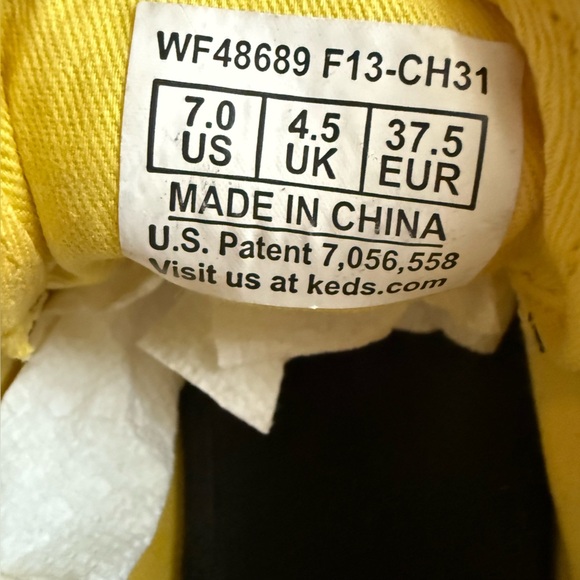 WF48689 F13-CH31
7.0 4.5 37.5
US UK EUR
MADE IN CHINA
U.S. Patent 7,056,558
Visit us at keds.com